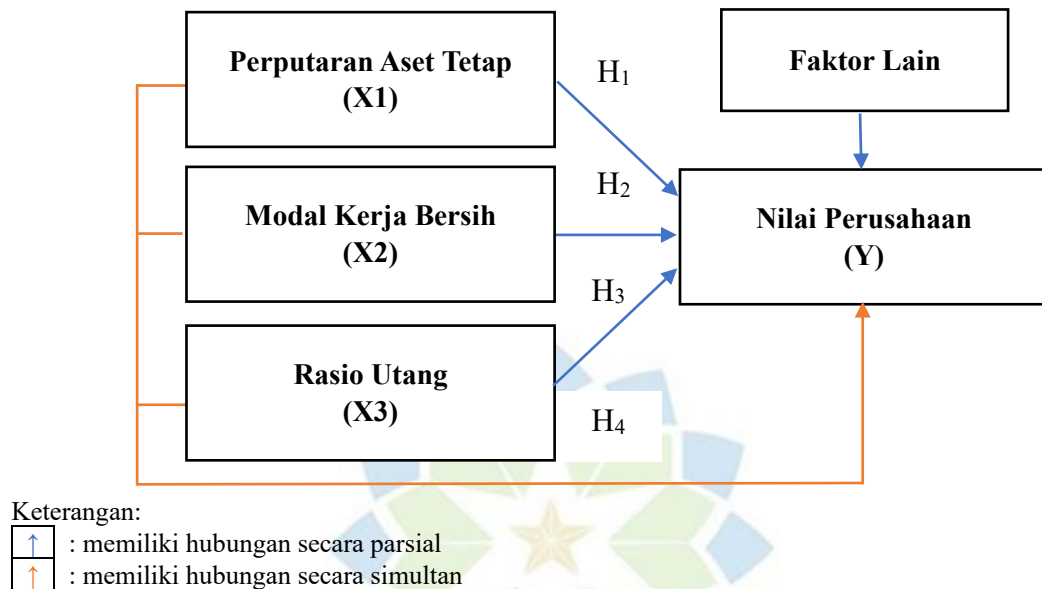 Perputaran Aset Tetap
(X1)
H₁
Faktor Lain
Modal Kerja Bersih
(X2)
H₂
Nilai Perusahaan
(Y)
Rasio Utang
(X3)
H₃
H₄
Keterangan:
↑ : memiliki hubungan secara parsial
↑ : memiliki hubungan secara simultan